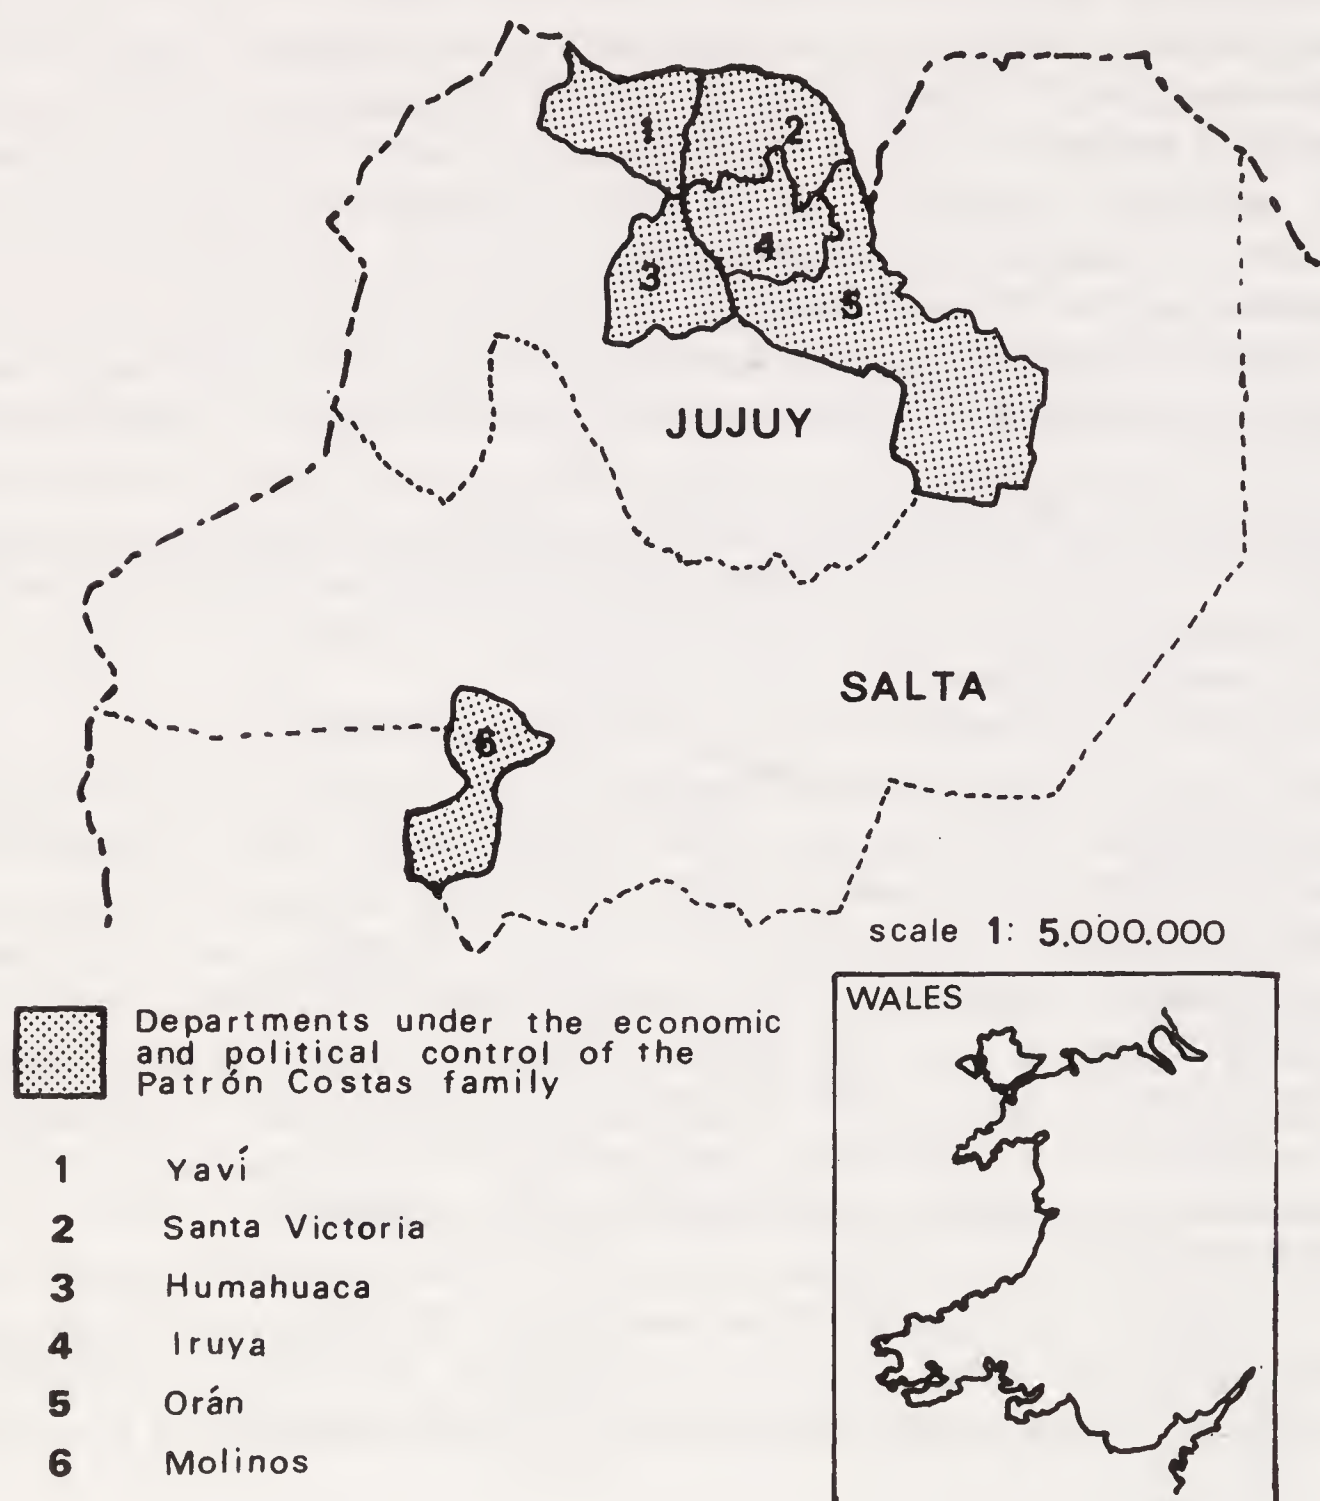 1
2
3
4
5
JUJUY
SALTA
6
scale 1: 5.000.000
Departments under the economic
and political control of the
Patrón Costas family
1 Yaví
2 Santa Victoria
3 Humahuaca
4 Iruya
5 Orán
6 Molinos
WALES